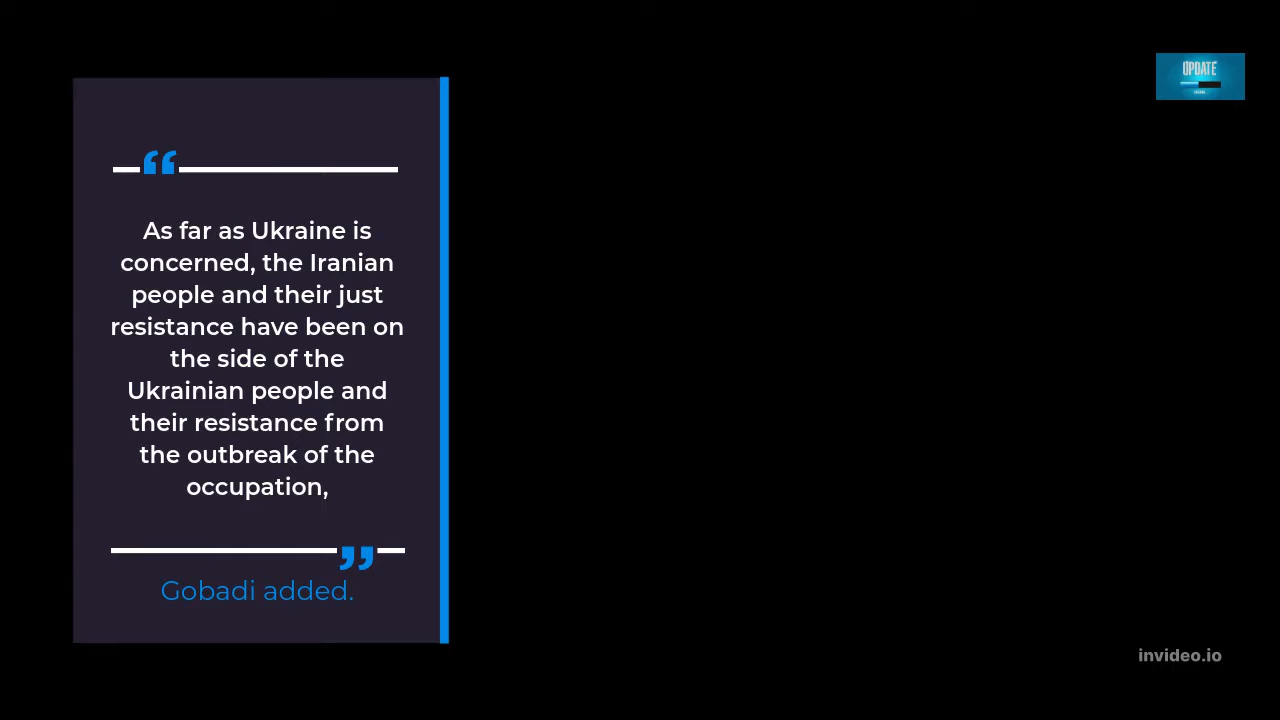 UPDATE
“
As far as Ukraine is
concerned, the Iranian
people and their just
resistance have been on
the side of the
Ukrainian people and
their resistance from
the outbreak of the
occupation,
”
Gobadi added.
invideo.io